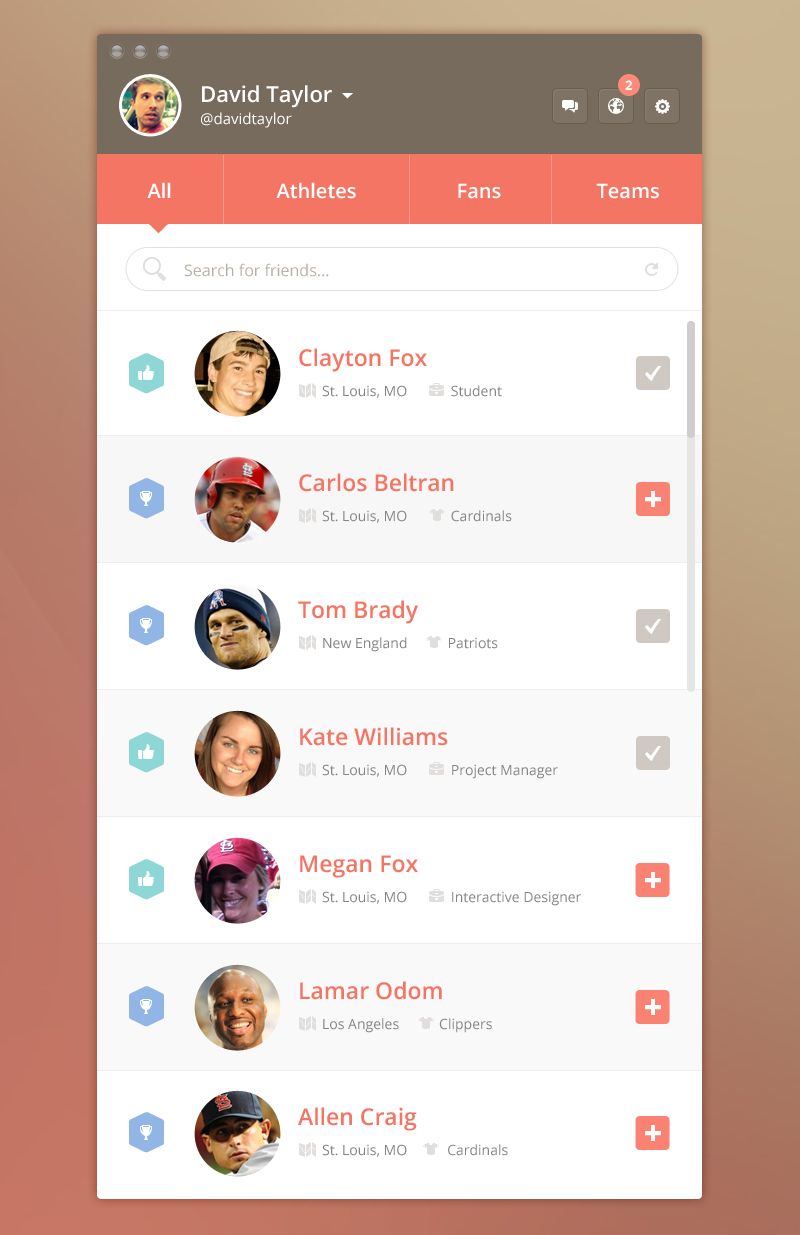 David Taylor
@davidtaylor
2
All
Athletes
Fans
Teams
Search for friends...
Clayton Fox
St. Louis, MO Student
Carlos Beltran
St. Louis, MO Cardinals
Tom Brady
New England Patriots
Kate Williams
St. Louis, MO Project Manager
Megan Fox
St. Louis, MO Interactive Designer
Lamar Odom
Los Angeles Clippers
Allen Craig
St. Louis, MO Cardinals